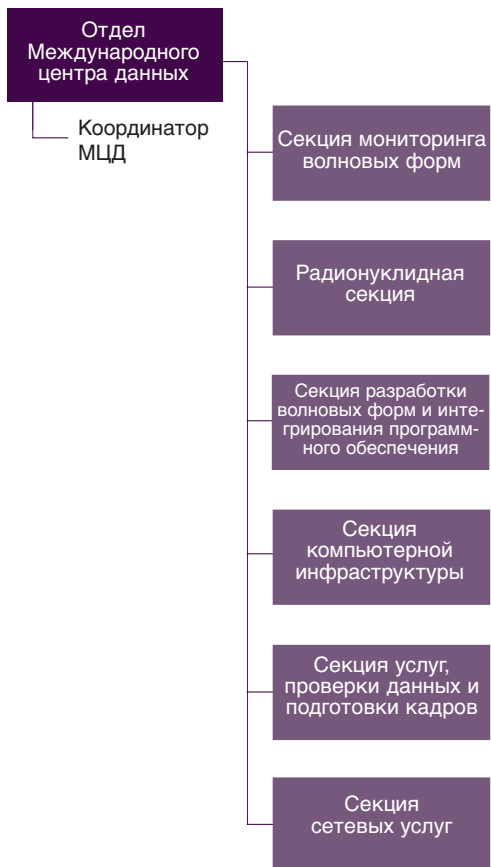 Отдел
Международного
центра данных
Координатор
МЦД
Секция мониторинга
волновых форм
Радионуклидная
секция
Секция разработки
волновых форм и инте-
грирования программ-
ного обеспечения
Секция
компьютерной
инфраструктуры
Секция услуг,
проверки данных и
подготовки кадров
Секция
сетевых услуг